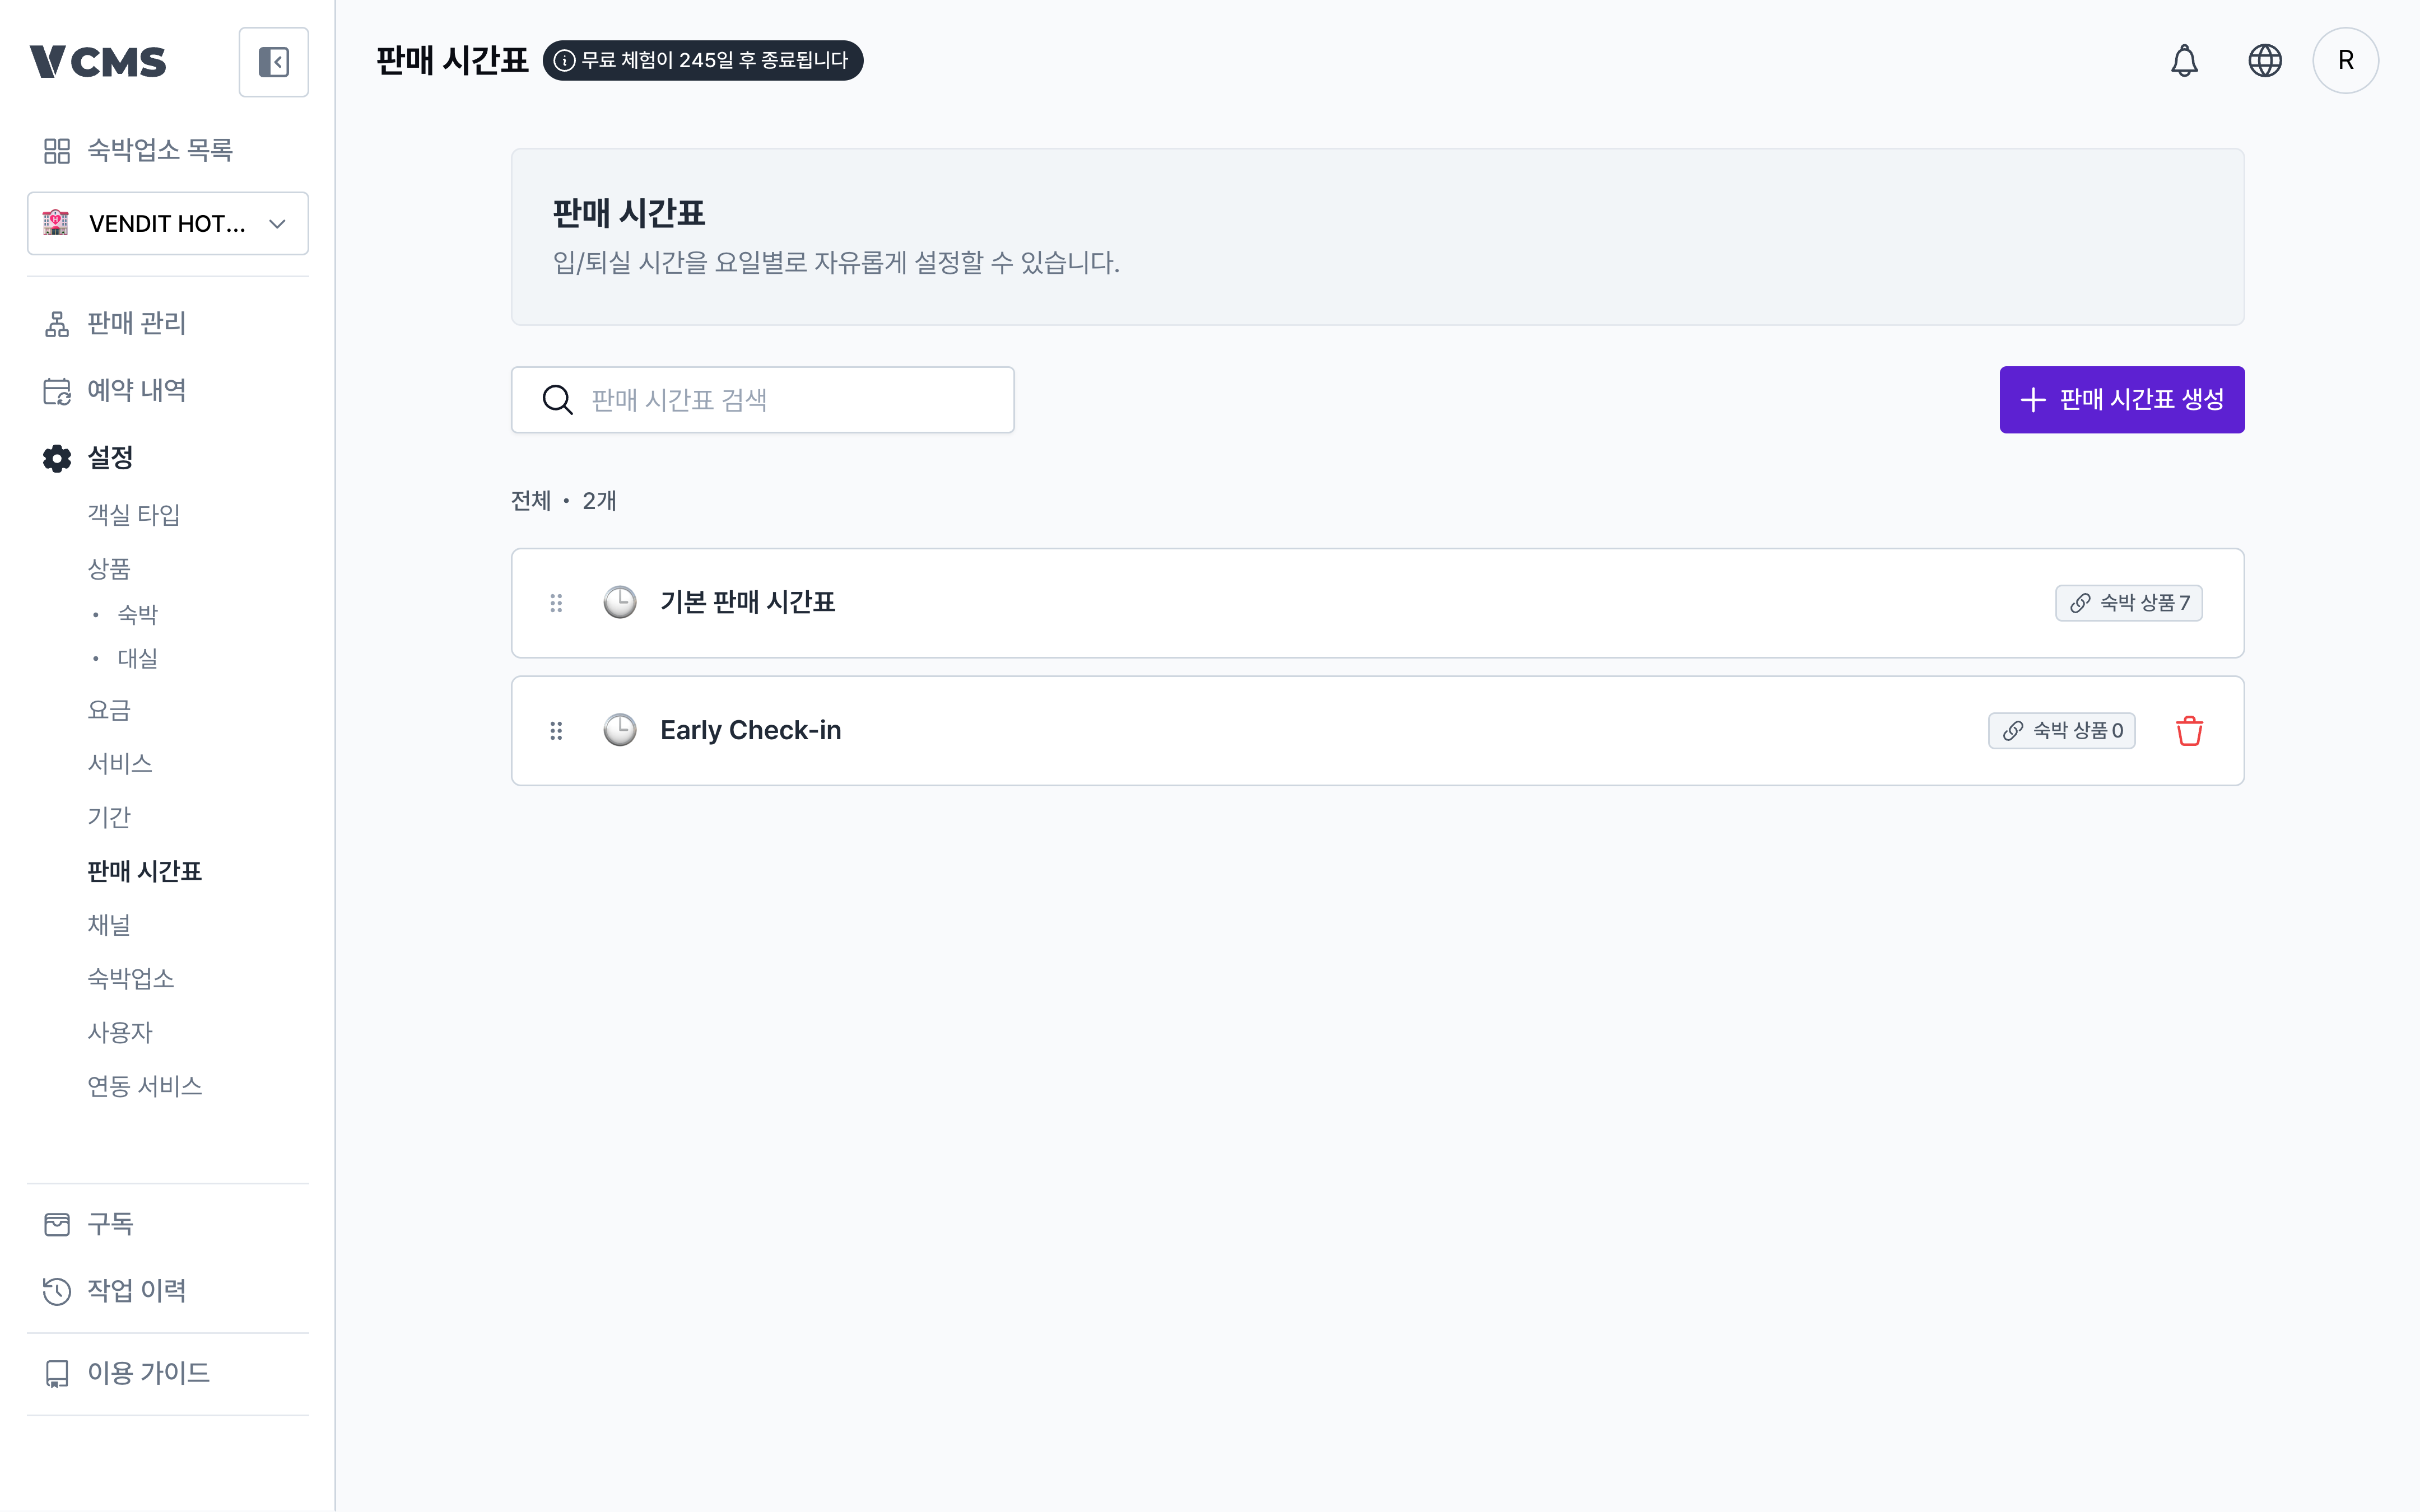 VCMS
숙박업소 목록
VENDIT HOT...
판매 관리
예약 내역
설정
객실 타입
상품
• 숙박
• 대실
요금
서비스
기간
판매 시간표
채널
숙박업소
사용자
연동 서비스
구독
작업 이력
이용 가이드
판매 시간표
무료 체험이 245일 후 종료됩니다
R
판매 시간표
입/퇴실 시간을 요일별로 자유롭게 설정할 수 있습니다.
판매 시간표 검색
판매 시간표 생성
전체 • 2개
기본 판매 시간표
숙박 상품 7
Early Check-in
숙박 상품 0